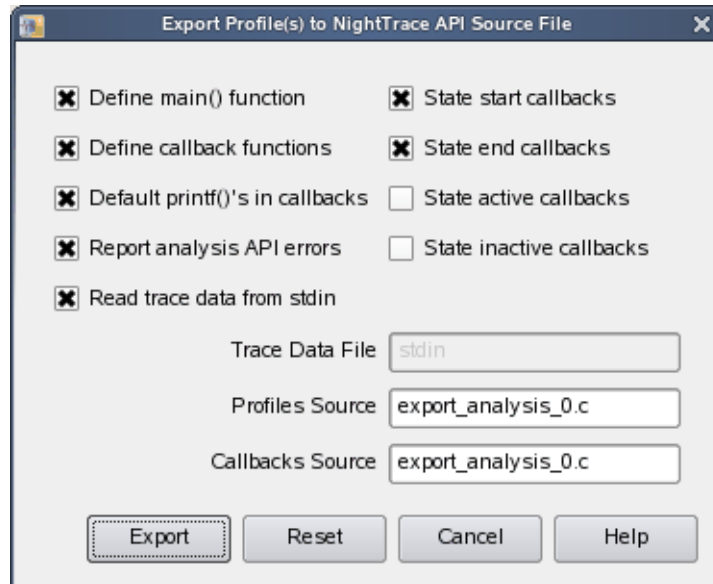 Export Profile(s) to NightTrace API Source File
Define main() function
State start callbacks
Define callback functions
State end callbacks
Default printf()'s in callbacks
State active callbacks
Report analysis API errors
State inactive callbacks
Read trace data from stdin
Trace Data File stdin
Profiles Source export_analysis_0.c
Callbacks Source export_analysis_0.c
Export Reset Cancel Help